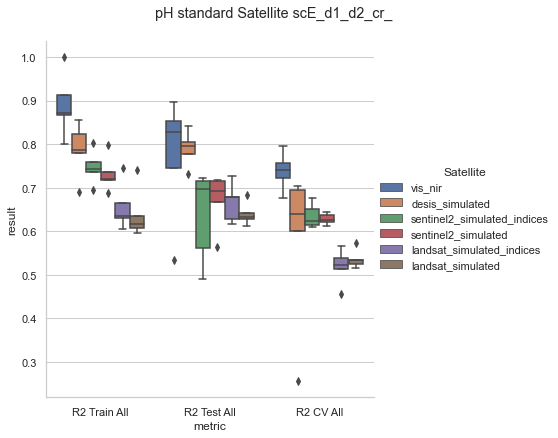 pH standard Satellite scE_d1_d2_cr_
1.0
0.9
0.8
0.7
0.6
0.5
0.4
0.3
result
R2 Train All
R2 Test All
R2 CV All
metric
Satellite
vis_nir
desis_simulated
sentinel2_simulated_indices
sentinel2_simulated
landsat_simulated_indices
landsat_simulated